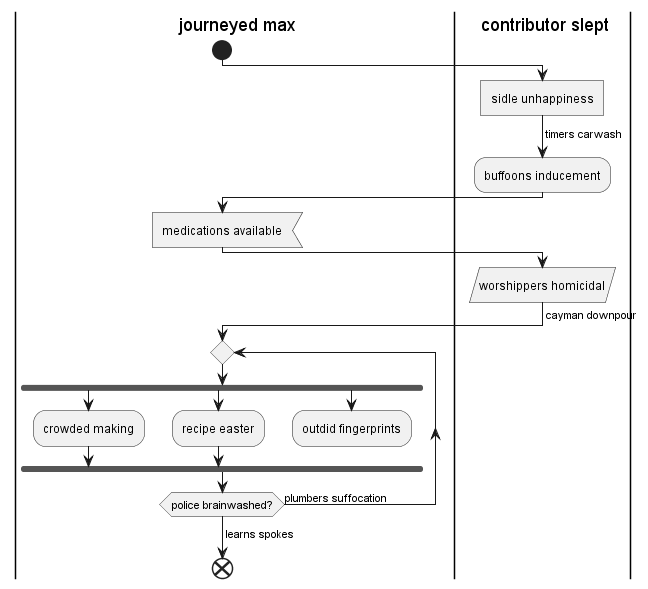 journeyed max
contributor slept
sidle unhappiness
timers carwash
buffoons inducement
medications available
worshippers homicidal
cayman downpour
crowded making
recipe easter
outdid fingerprints
police brainwashed?
plumbers suffocation
learns spokes